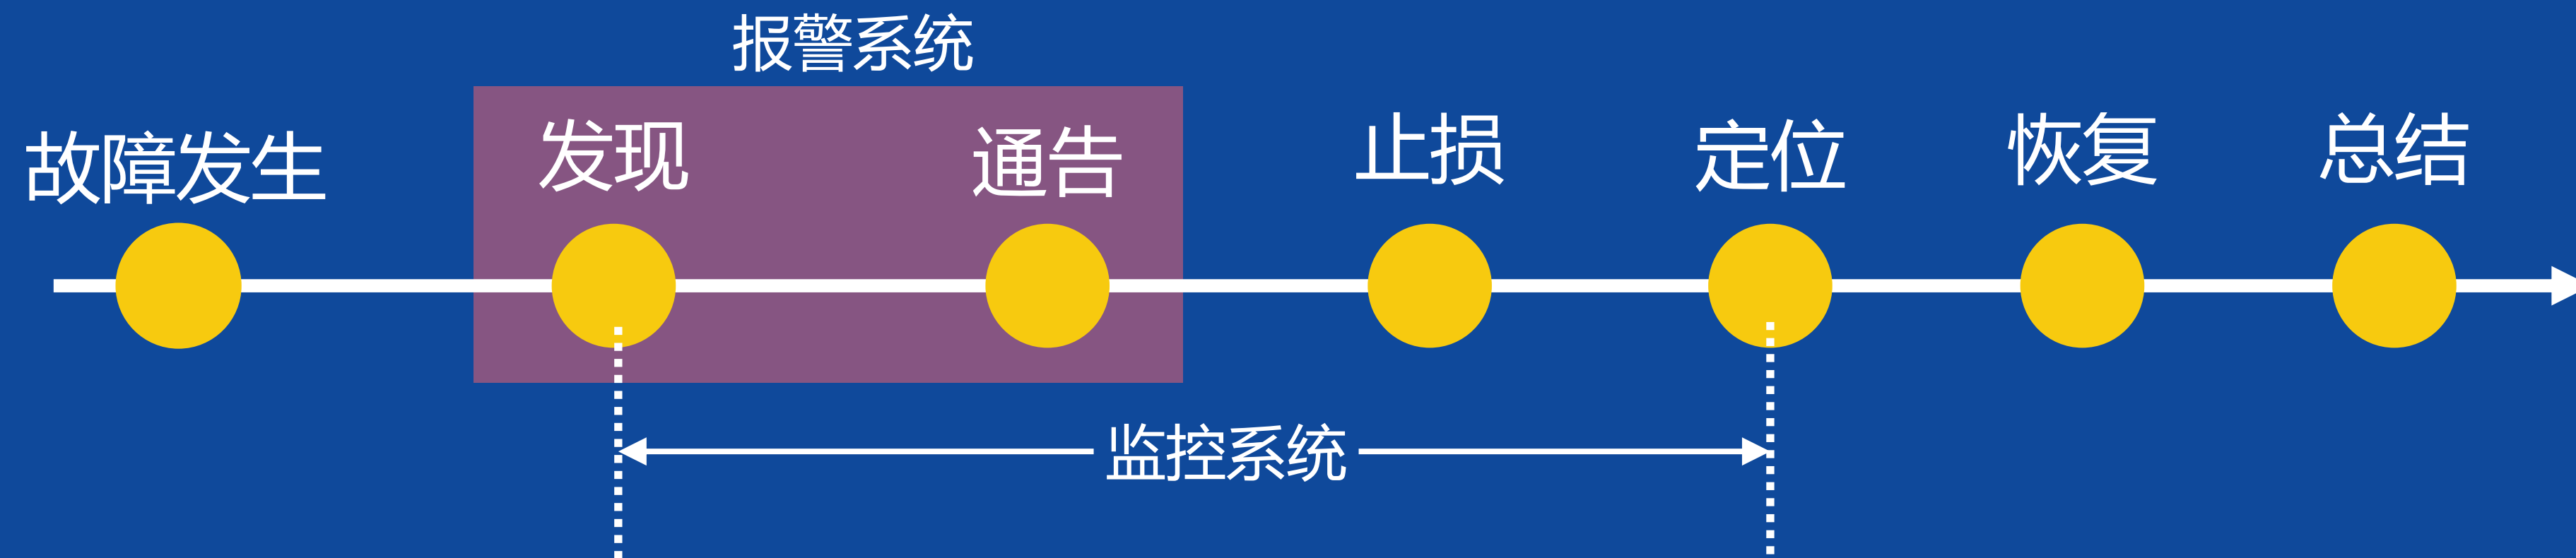 报警系统
故障发生 发现 通告 止损 定位 恢复 总结
监控系统